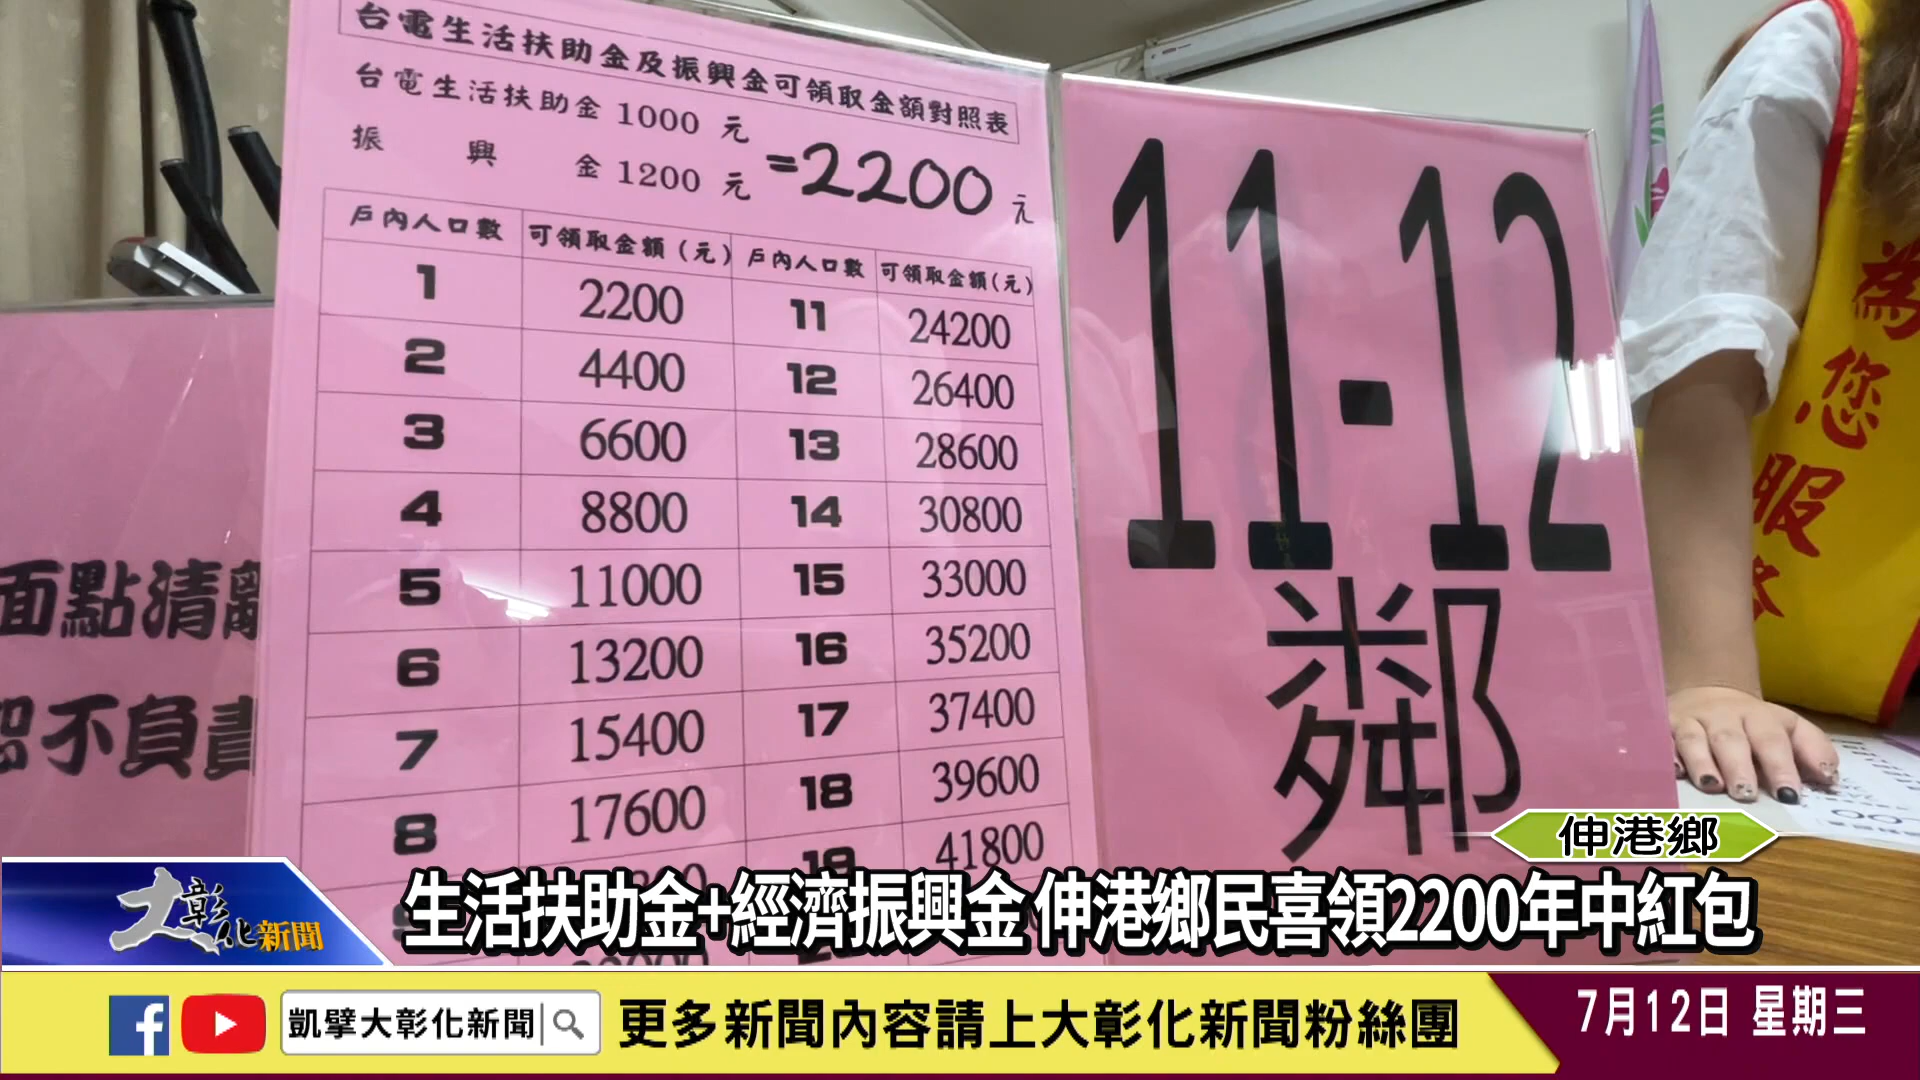 台電生活扶助金及振興金可領取金額對照表
台電生活扶助金 1000 元
振興金 1200 元
=2200 元
戶內人口數 可領取金額(元) 戶內人口數 可領取金額(元)
1 2200 11 24200
2 4400 12 26400
3 6600 13 28600
4 8800 14 30800
5 11000 15 33000
6 13200 16 35200
7 15400 17 37400
8 17600 18 39600
19 41800
11-12
鄰
面點清離
恕不負責
為您服務
伸港鄉
大彰化新聞
生活扶助金+經濟振興金 伸港鄉民喜領2200年中紅包
凱擘大彰化新聞
更多新聞內容請上大彰化新聞粉絲團
7月12日 星期三